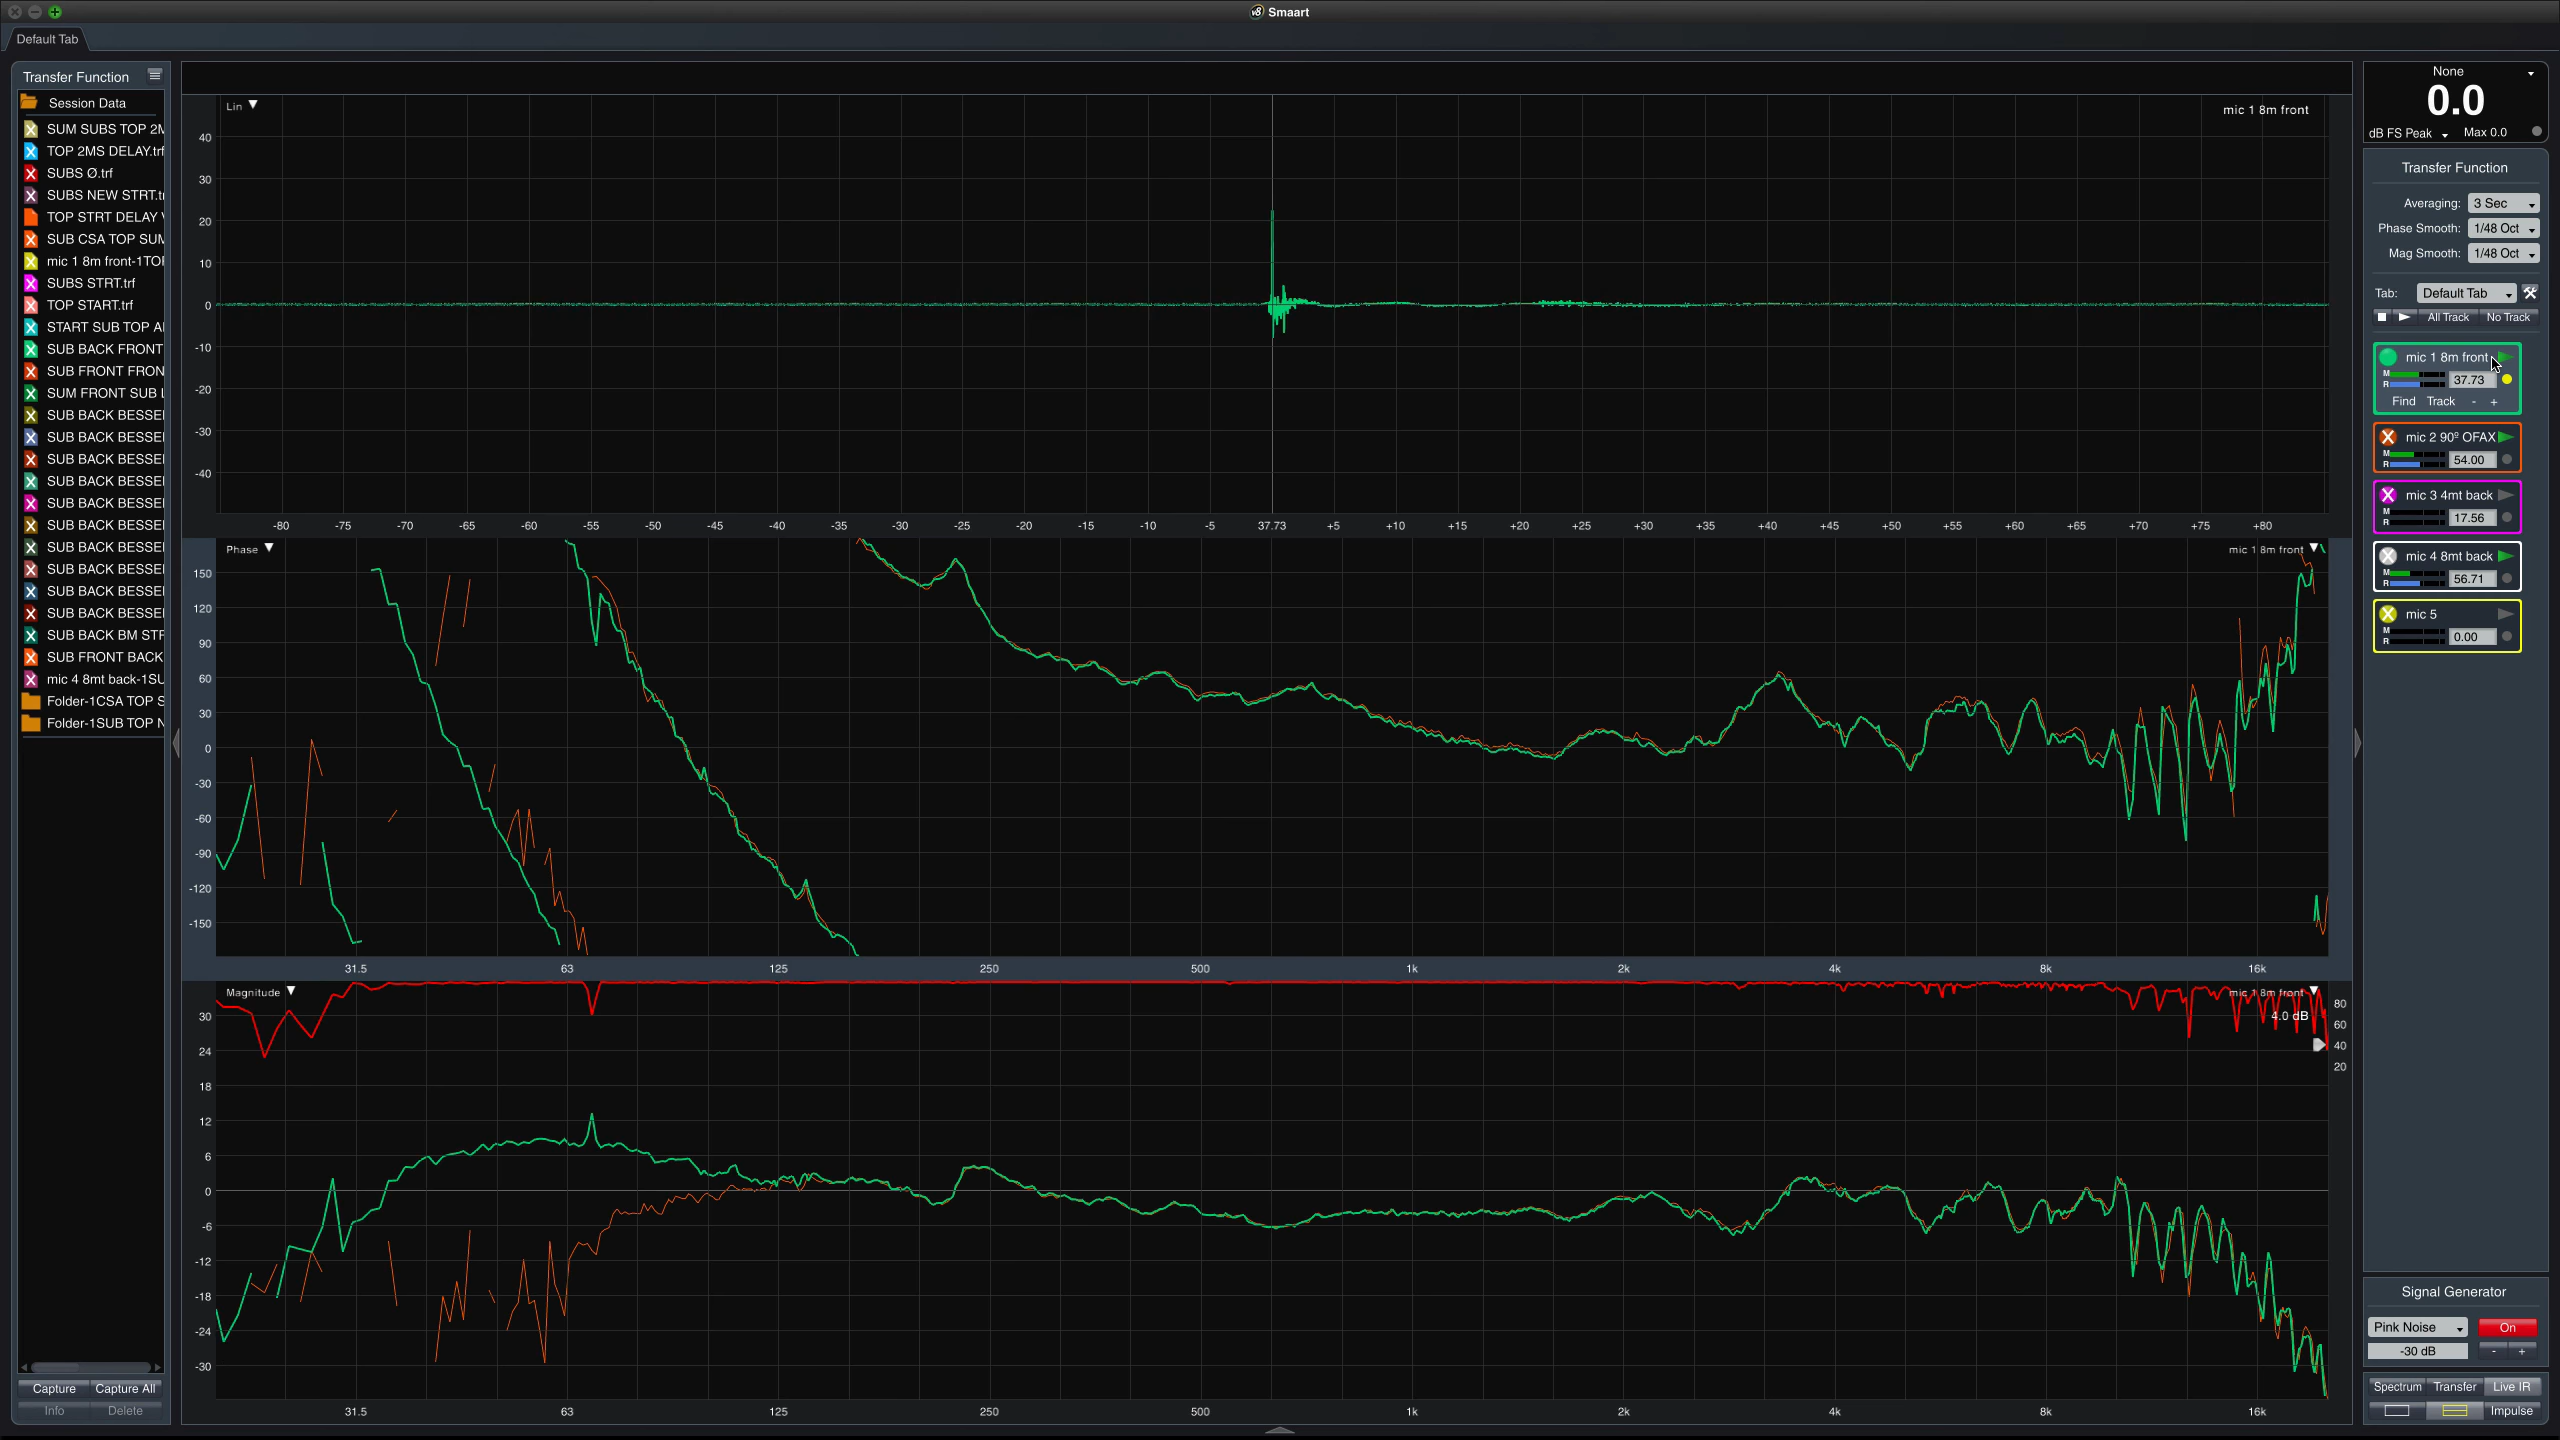 Smaart
Default Tab
Transfer Function
Session Data
SUM SUBS TOP 2M
TOP 2MS DELAY.trf
SUBS Ø.trf
SUBS NEW STRT.tr
TOP STRT DELAY
SUB CSA TOP SUM
mic 1 8m front-1TO
SUBS STRT.trf
TOP START.trf
START SUB TOP A
SUB BACK FRONT
SUB FRONT FRON
SUM FRONT SUB
SUB BACK BESSE
SUB BACK BESSE
SUB BACK BESSE
SUB BACK BESSE
SUB BACK BESSE
SUB BACK BESSE
SUB BACK BESSE
SUB BACK BESSE
SUB BACK BESSE
SUB BACK BESSE
SUB BACK BM STR
SUB FRONT BACK
mic 4 8mt back-1SU
Folder-1CSA TOP S
Folder-1SUB TOP N
Capture Capture All
Info Delete
Lin
mic 1 8m front
40
30
20
10
0
-10
-20
-30
-40
-80 -75 -70 -65 -60 -55 -50 -45 -40 -35 -30 -25 -20 -15 -10 -5 37.73 +5 +10 +15 +20 +25 +30 +35 +40 +45 +50 +55 +60 +65 +70 +75 +80
Phase
mic 1 8m front
150
120
90
60
30
0
-30
-60
-90
-120
-150
31.5 63 125 250 500 1k 2k 4k 8k 16k
Magnitude
mic 1 8m front
4.0 dB
80
60
40
20
30
24
18
12
6
0
-6
-12
-18
-24
-30
31.5 63 125 250 500 1k 2k 4k 8k 16k
None
0.0
dB FS Peak Max 0.0
Transfer Function
Averaging: 3 Sec
Phase Smooth: 1/48 Oct
Mag Smooth: 1/48 Oct
Tab: Default Tab
All Track No Track
mic 1 8m front
M
R
37.73
Find Track - +
mic 2 90º OFAX
M
R
54.00
mic 3 4mt back
M
R
17.56
mic 4 8mt back
M
R
56.71
mic 5
M
R
0.00
Signal Generator
Pink Noise On
-30 dB - +
Spectrum Transfer Live IR
Impulse